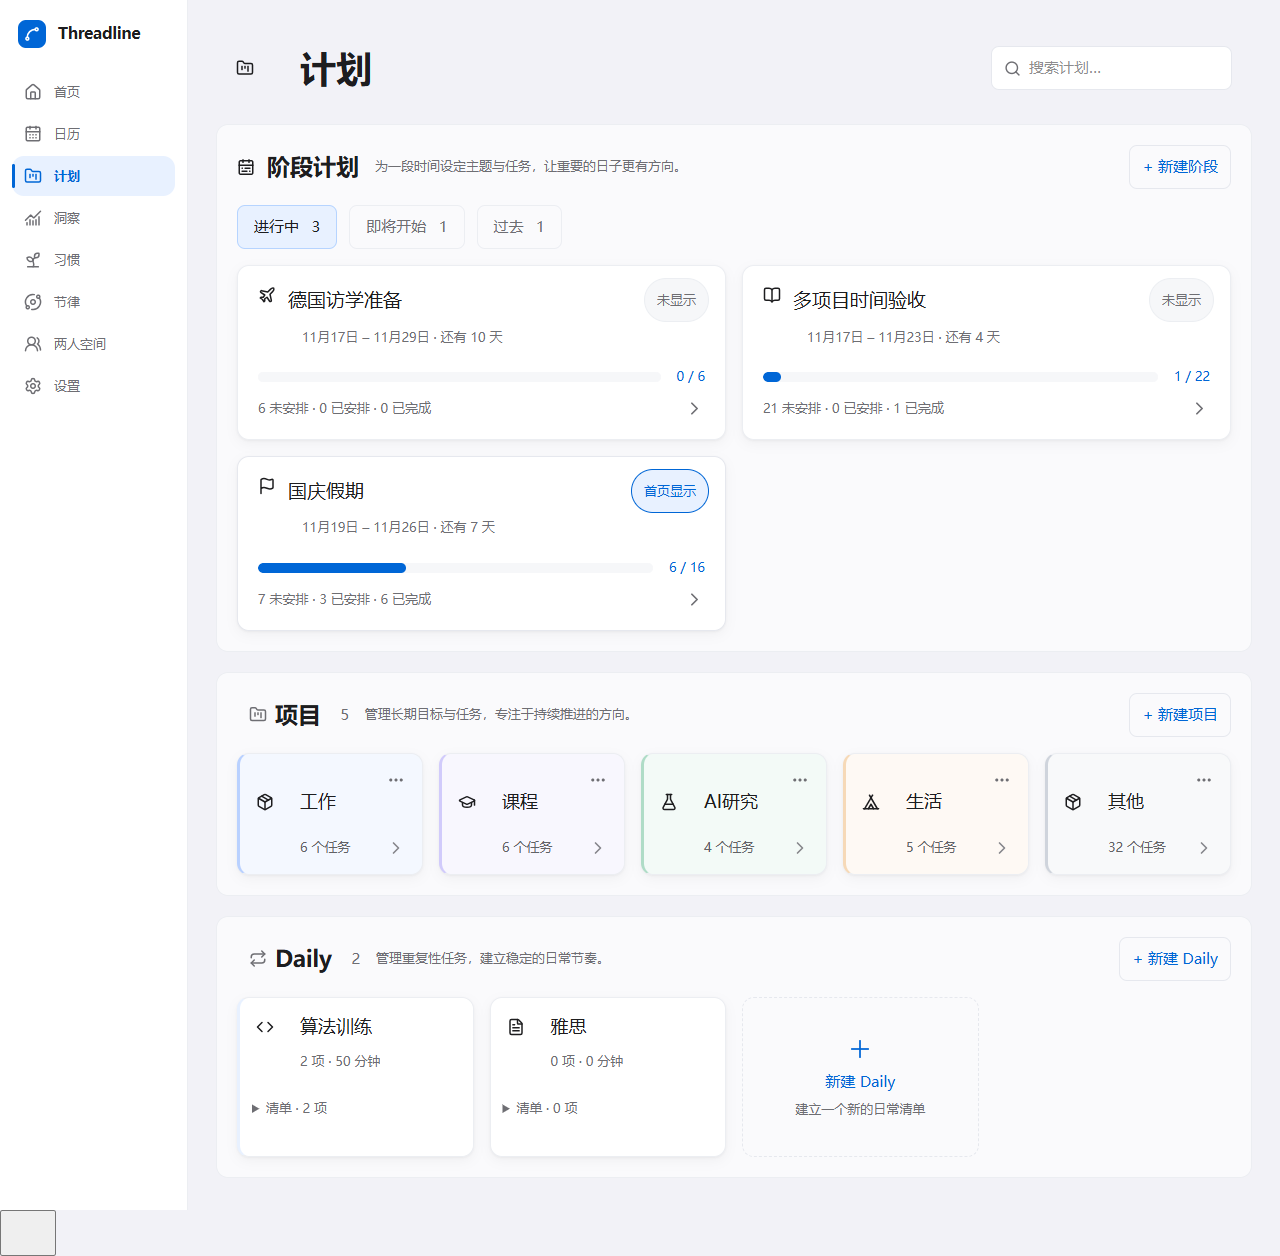 Threadline
首页
日历
计划
洞察
习惯
节律
两人空间
设置
计划
搜索计划...
阶段计划 为一段时间设定主题与任务，让重要的日子更有方向。
+ 新建阶段
进行中 3 即将开始 1 过去 1
德国访学准备 未显示
11月17日 – 11月29日 · 还有 10 天
0 / 6
6 未安排 · 0 已安排 · 0 已完成
多项目时间验收 未显示
11月17日 – 11月23日 · 还有 4 天
1 / 22
21 未安排 · 0 已安排 · 1 已完成
国庆假期 首页显示
11月19日 – 11月26日 · 还有 7 天
6 / 16
7 未安排 · 3 已安排 · 6 已完成
项目 5 管理长期目标与任务，专注于持续推进的方向。
+ 新建项目
工作
6 个任务
课程
6 个任务
AI研究
4 个任务
生活
5 个任务
其他
32 个任务
Daily 2 管理重复性任务，建立稳定的日常节奏。
+ 新建 Daily
算法训练
2 项 · 50 分钟
清单 · 2 项
雅思
0 项 · 0 分钟
清单 · 0 项
新建 Daily
建立一个新的日常清单